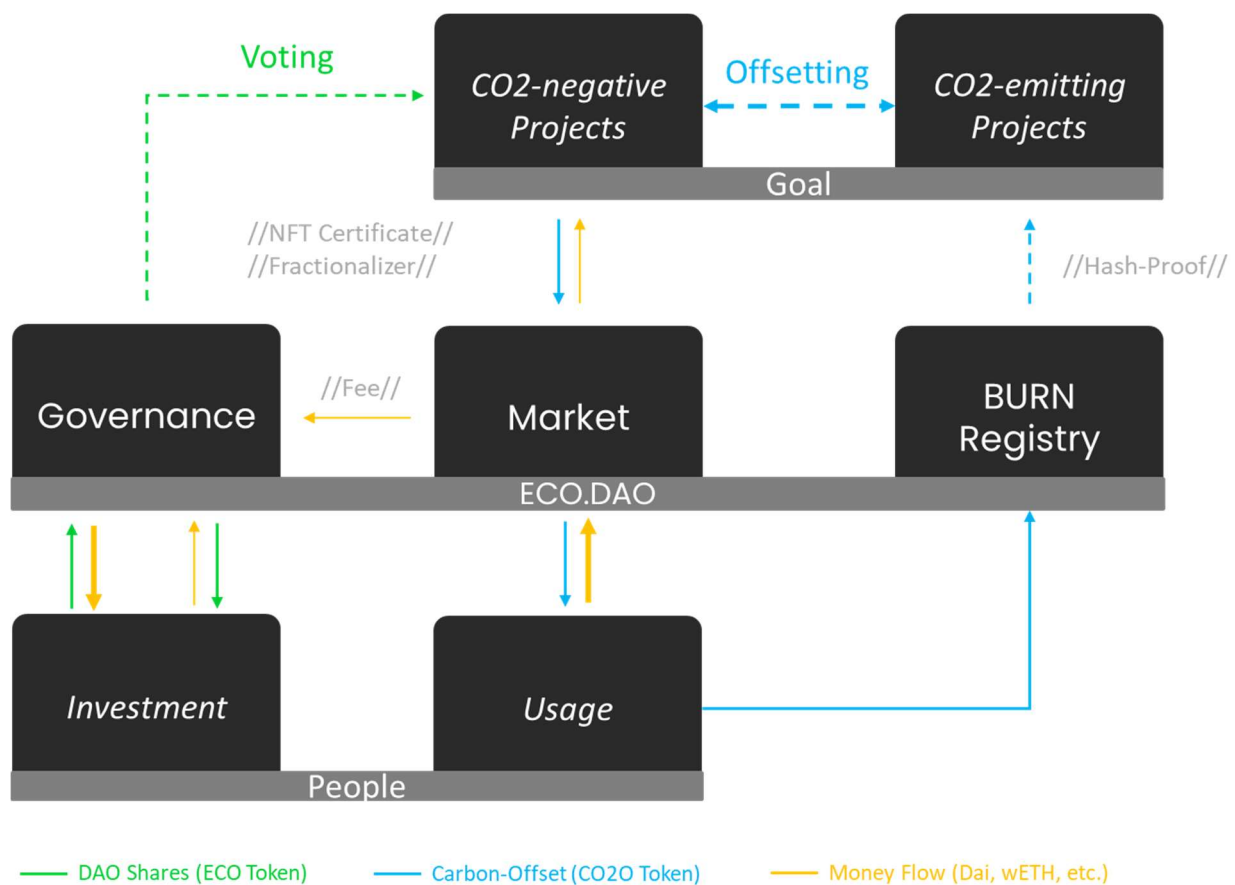 Voting
CO2-negative
Projects
Offsetting
CO2-emitting
Projects
Goal
//NFT Certificate//
//Fractionalizer//
//Hash-Proof//
Governance
//Fee//
Market
BURN
Registry
ECO.DAO
Investment
Usage
People
DAO Shares (ECO Token)
Carbon-Offset (CO2O Token)
Money Flow (Dai, wETH, etc.)